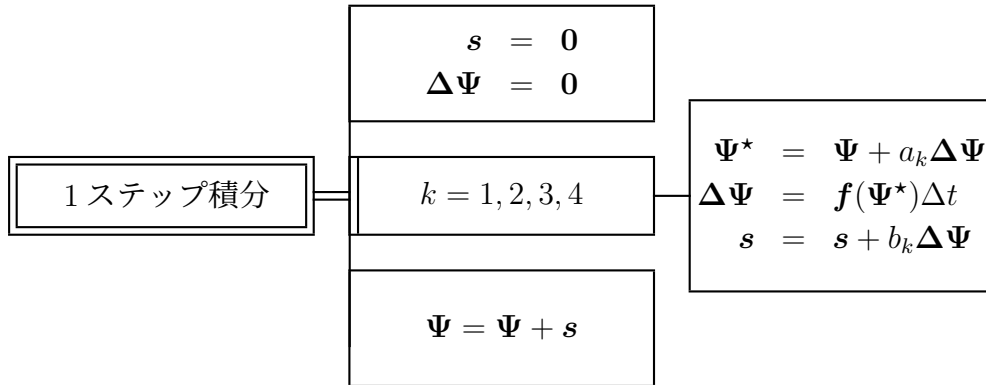 s = 0
ΔΨ = 0
1 ステップ積分
k = 1, 2, 3, 4
Ψ⋆ = Ψ + a_kΔΨ
ΔΨ = f(Ψ⋆)Δt
s = s + b_kΔΨ
Ψ = Ψ + s